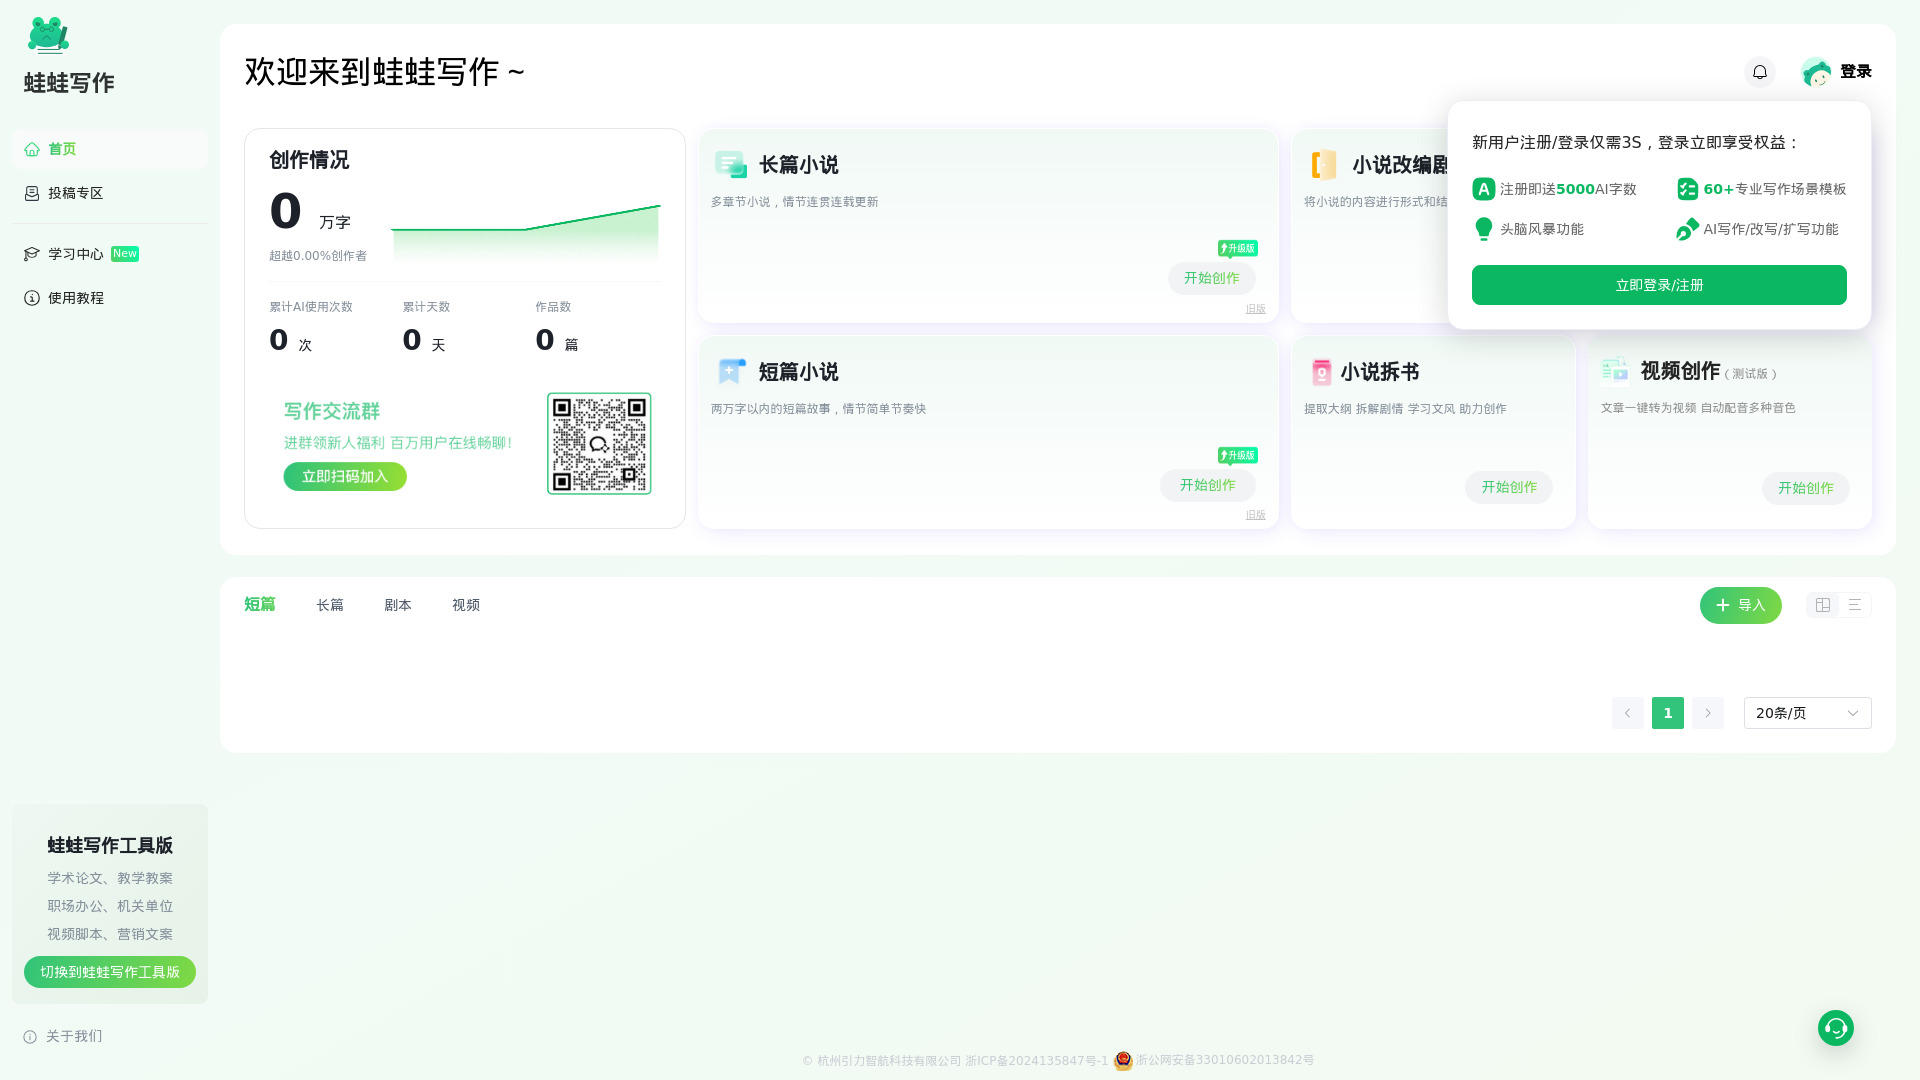 蛙蛙写作
首页
投稿专区
学习中心 New
使用教程
欢迎来到蛙蛙写作 ~
登录
新用户注册/登录仅需3S，登录立即享受权益：
A 注册即送5000AI字数
60+专业写作场景模板
头脑风暴功能
AI写作/改写/扩写功能
立即登录/注册
创作情况
0 万字
超越0.00%创作者
累计AI使用次数
累计天数
作品数
0 次
0 天
0 篇
写作交流群
进群领新人福利 百万用户在线畅聊！
立即扫码加入
长篇小说
多章节小说，情节连贯连载更新
升级版
开始创作
旧版
小说改编剧
将小说的内容进行形式和结
短篇小说
两万字以内的短篇故事，情节简单节奏快
升级版
开始创作
旧版
小说拆书
提取大纲 拆解剧情 学习文风 助力创作
开始创作
视频创作（测试版）
文章一键转为视频 自动配音多种音色
开始创作
短篇
长篇
剧本
视频
导入
1
20条/页
蛙蛙写作工具版
学术论文、教学教案
职场办公、机关单位
视频脚本、营销文案
切换到蛙蛙写作工具版
关于我们
© 杭州引力智航科技有限公司 浙ICP备2024135847号-1 浙公网安备33010602013842号